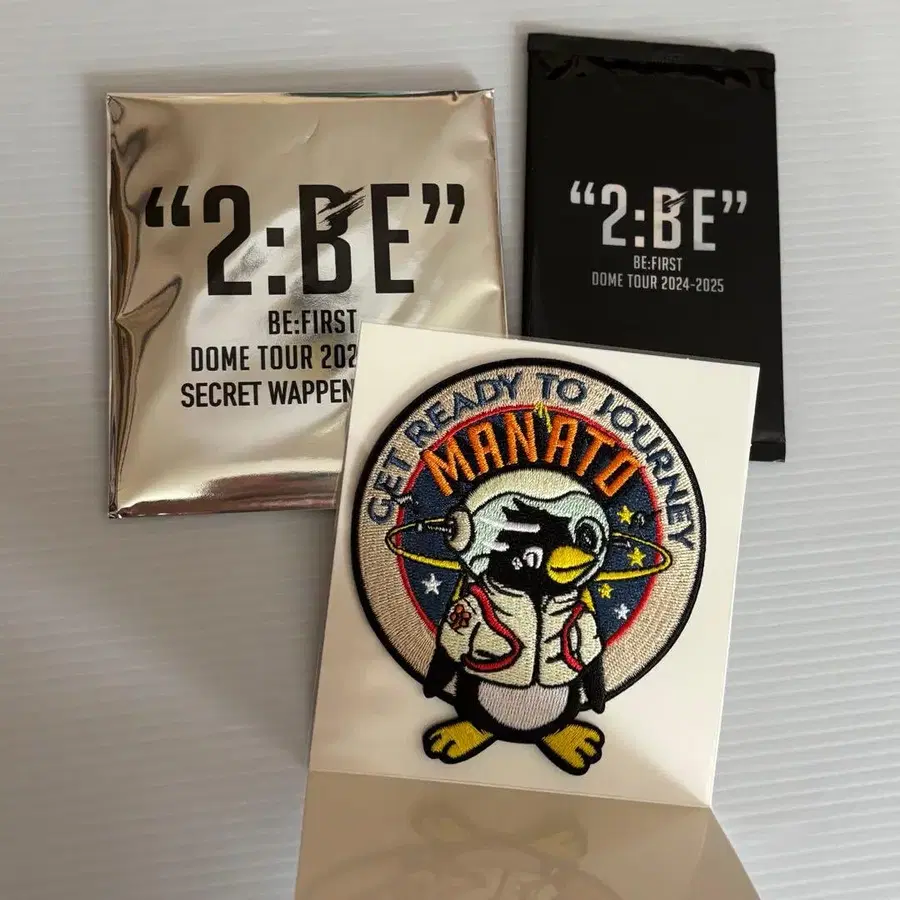 “2:BE”
BE:FIRST
DOME TOUR 202
SECRET WAPPEN
“2:BE”
BE:FIRST
DOME TOUR 2024-2025
GET READY TO JOURNEY
MANATO